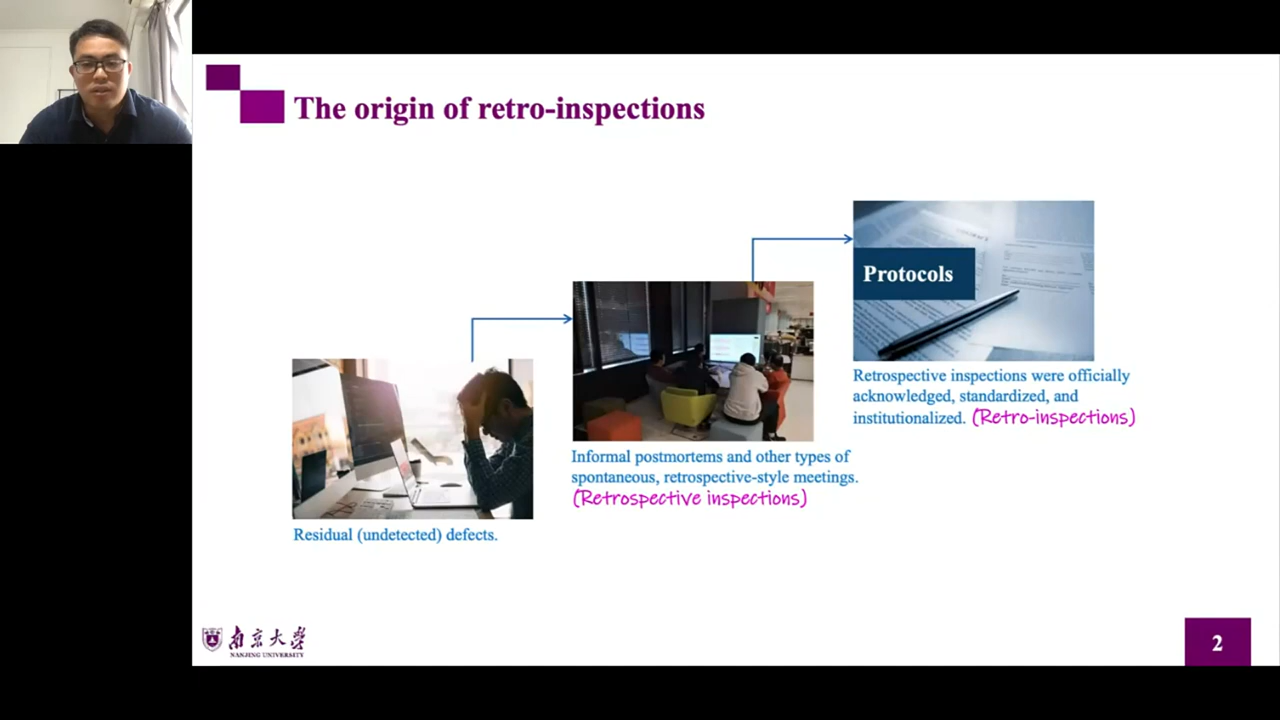 The origin of retro-inspections
Protocols
Retrospective inspections were officially
acknowledged, standardized, and
institutionalized. (Retro-inspections)
Informal postmortems and other types of
spontaneous, retrospective-style meetings.
(Retrospective inspections)
Residual (undetected) defects.
南京大学
NANJING UNIVERSITY
2